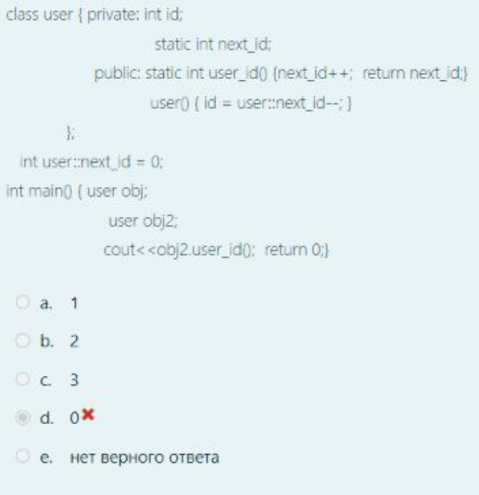 class user { private: int id;
static int next_id;
public: static int user_id() {next_id++; return next_id;}
user() { id = user::next_id--; }
};
int user::next_id = 0;
int main() { user obj;
user obj2;
cout<<obj2.user_id(); return 0;}
a. 1
b. 2
c. 3
d. 0
e. нет верного ответа